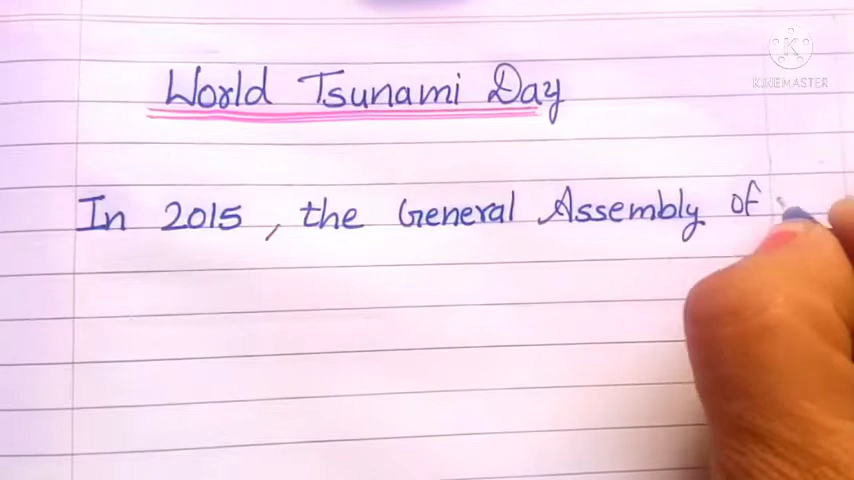 K
KINEMASTER
World Tsunami Day
In 2015, the General Assembly of